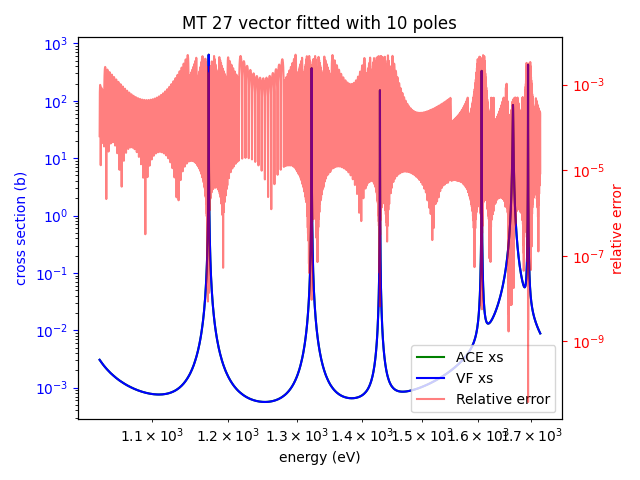 MT 27 vector fitted with 10 poles
10³
10²
10¹
10⁰
10⁻¹
10⁻²
10⁻³
cross section (b)
10⁻³
10⁻⁵
10⁻⁷
10⁻⁹
relative error
ACE xs
VF xs
Relative error
1.1 × 10³ 1.2 × 10³ 1.3 × 10³ 1.4 × 10³ 1.5 × 10³ 1.6 × 10³ 1.7 × 10³
energy (eV)